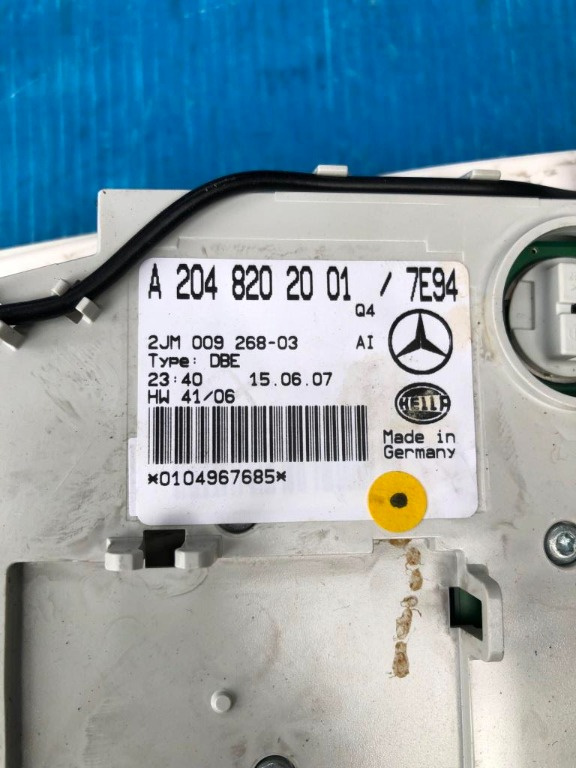 A 204 820 20 01 / 7E94
Q4
2JM 009 268-03 AI
Type: DBE
23:40 15.06.07
HW 41/06
HELLA
Made in
Germany
*0104967685*